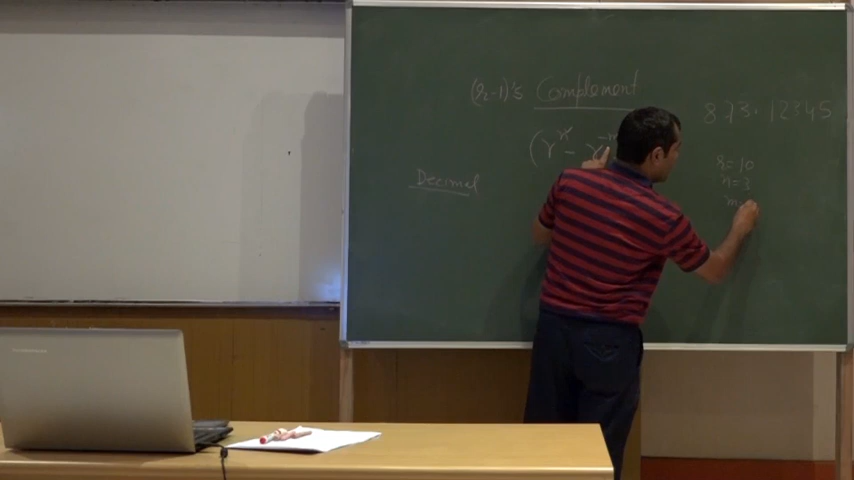 (r-1)'s Complement
873.12345
(r^n - r^-m
r=10
Decimal
n=3
m=